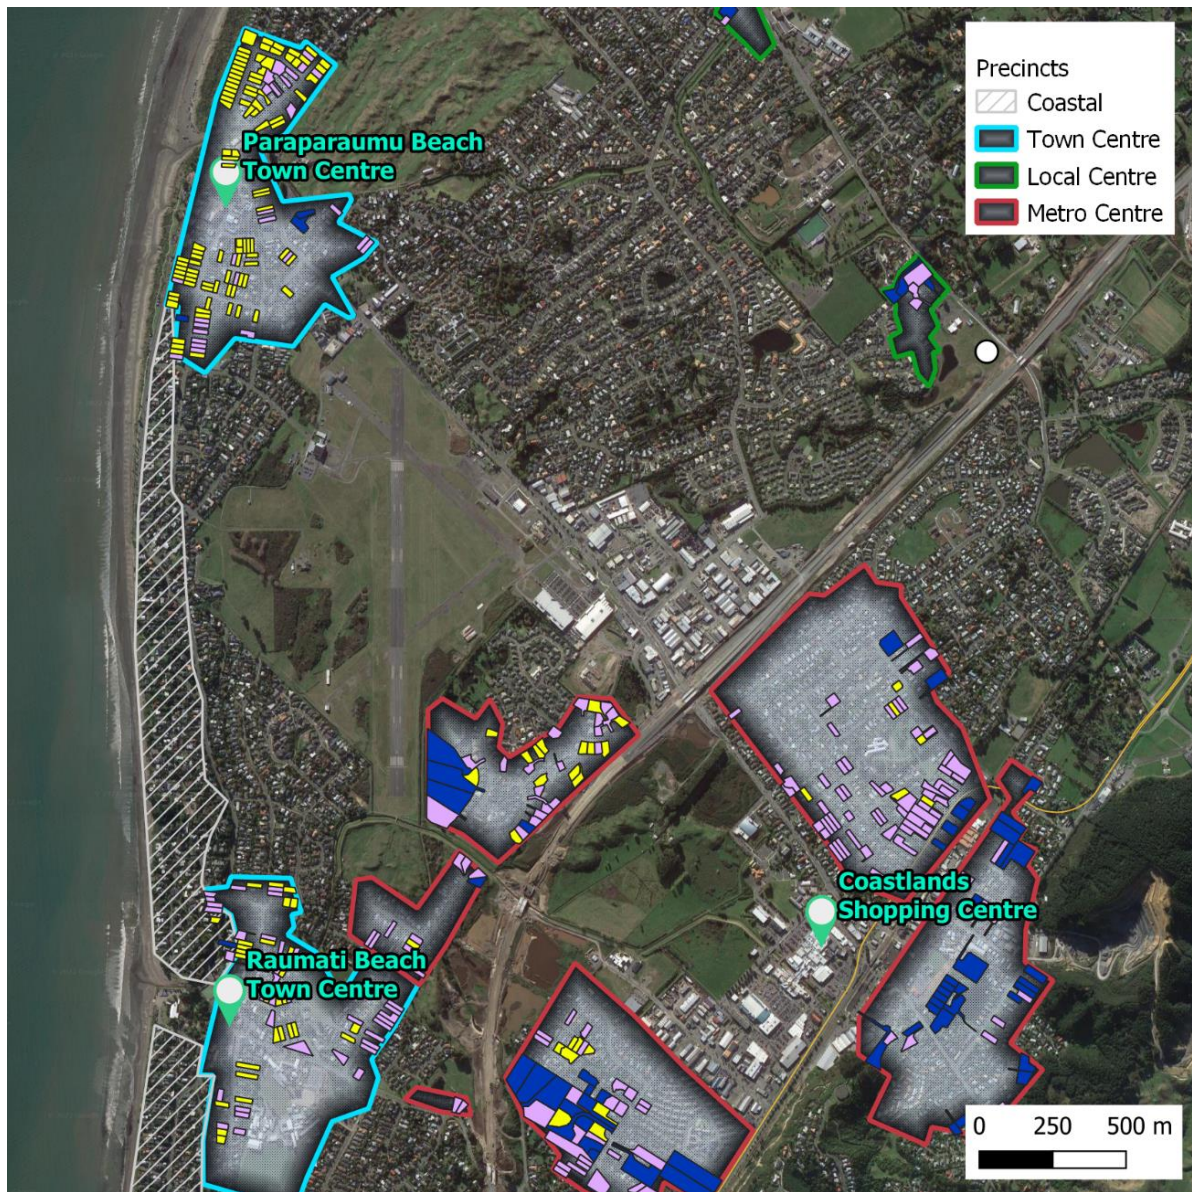 Precincts
Coastal
Town Centre
Local Centre
Metro Centre
Paraparaumu Beach
Town Centre
Coastlands
Shopping Centre
Raumati Beach
Town Centre
0 250 500 m